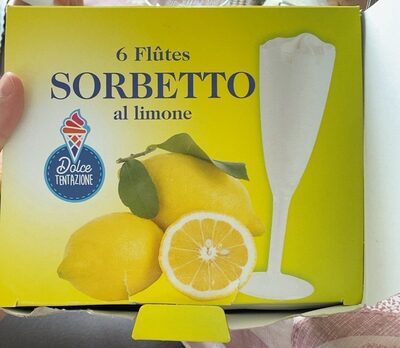 6 Flûtes
SORBETTO
al limone
Dolce
TENTAZIONE